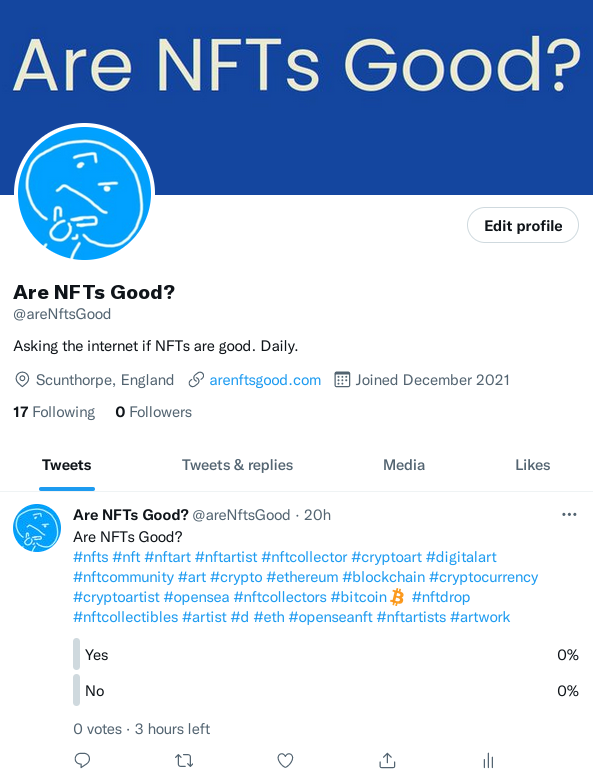 Are NFTs Good?
Edit profile
Are NFTs Good?
@areNftsGood
Asking the internet if NFTs are good. Daily.
Scunthorpe, England arenftsgood.com Joined December 2021
17 Following 0 Followers
Tweets Tweets & replies Media Likes
Are NFTs Good? @areNftsGood · 20h
Are NFTs Good?
#nfts #nft #nftart #nftartist #nftcollector #cryptoart #digitalart
#nftcommunity #art #crypto #ethereum #blockchain #cryptocurrency
#cryptoartist #opensea #nftcollectors #bitcoin #nftdrop
#nftcollectibles #artist #d #eth #openseanft #nftartists #artwork
Yes 0%
No 0%
0 votes · 3 hours left